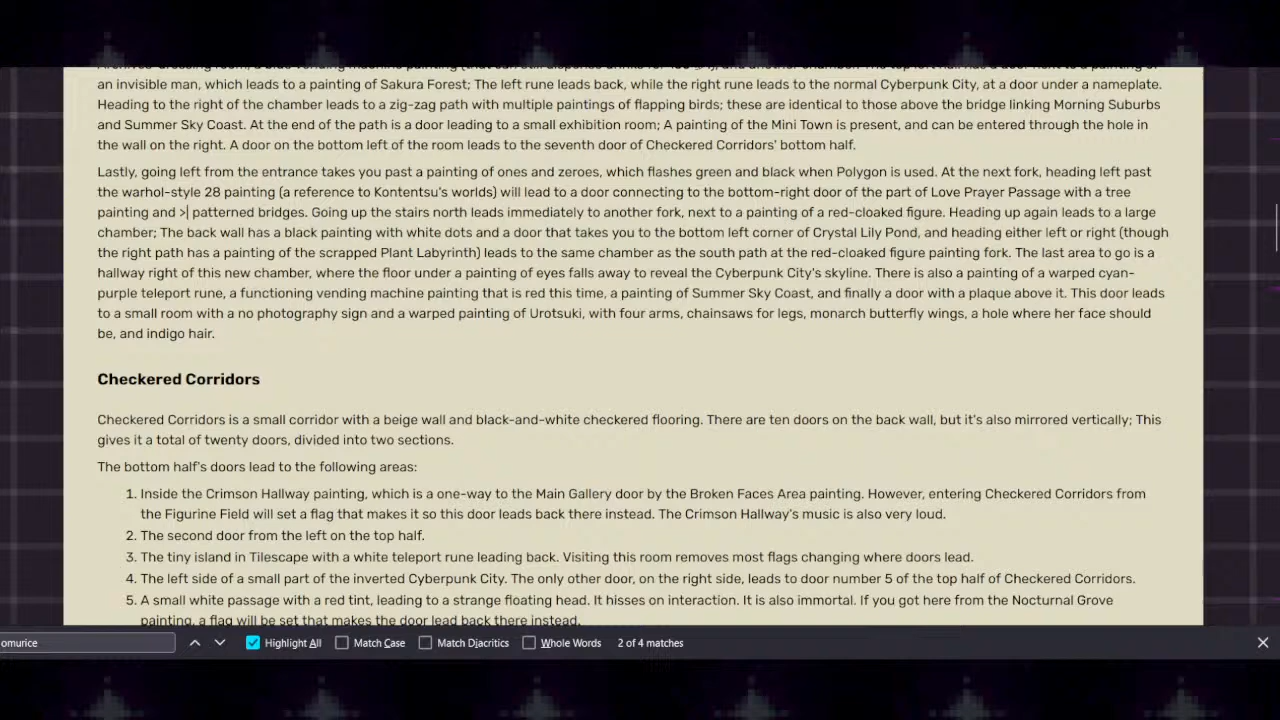 an invisible man, which leads to a painting of Sakura Forest; The left rune leads back, while the right rune leads to the normal Cyberpunk City, at a door under a nameplate.
Heading to the right of the chamber leads to a zig-zag path with multiple paintings of flapping birds; these are identical to those above the bridge linking Morning Suburbs
and Summer Sky Coast. At the end of the path is a door leading to a small exhibition room; A painting of the Mini Town is present, and can be entered through the hole in
the wall on the right. A door on the bottom left of the room leads to the seventh door of Checkered Corridors' bottom half.
Lastly, going left from the entrance takes you past a painting of ones and zeroes, which flashes green and black when Polygon is used. At the next fork, heading left past
the warhol-style 28 painting (a reference to Kontentsu's worlds) will lead to a door connecting to the bottom-right door of the part of Love Prayer Passage with a tree
painting and >| patterned bridges. Going up the stairs north leads immediately to another fork, next to a painting of a red-cloaked figure. Heading up again leads to a large
chamber; The back wall has a black painting with white dots and a door that takes you to the bottom left corner of Crystal Lily Pond, and heading either left or right (though
the right path has a painting of the scrapped Plant Labyrinth) leads to the same chamber as the south path at the red-cloaked figure painting fork. The last area to go is a
hallway right of this new chamber, where the floor under a painting of eyes falls away to reveal the Cyberpunk City's skyline. There is also a painting of a warped cyan-
purple teleport rune, a functioning vending machine painting that is red this time, a painting of Summer Sky Coast, and finally a door with a plaque above it. This door leads
to a small room with a no photography sign and a warped painting of Urotsuki, with four arms, chainsaws for legs, monarch butterfly wings, a hole where her face should
be, and indigo hair.
Checkered Corridors
Checkered Corridors is a small corridor with a beige wall and black-and-white checkered flooring. There are ten doors on the back wall, but it's also mirrored vertically; This
gives it a total of twenty doors, divided into two sections.
The bottom half's doors lead to the following areas:
1. Inside the Crimson Hallway painting, which is a one-way to the Main Gallery door by the Broken Faces Area painting. However, entering Checkered Corridors from
the Figurine Field will set a flag that makes it so this door leads back there instead. The Crimson Hallway's music is also very loud.
2. The second door from the left on the top half.
3. The tiny island in Tilescape with a white teleport rune leading back. Visiting this room removes most flags changing where doors lead.
4. The left side of a small part of the inverted Cyberpunk City. The only other door, on the right side, leads to door number 5 of the top half of Checkered Corridors.
5. A small white passage with a red tint, leading to a strange floating head. It hisses on interaction. It is also immortal. If you got here from the Nocturnal Grove
painting, a flag will be set that makes the door lead back there instead.
omurice Highlight All Match Case Match Diacritics Whole Words 2 of 4 matches